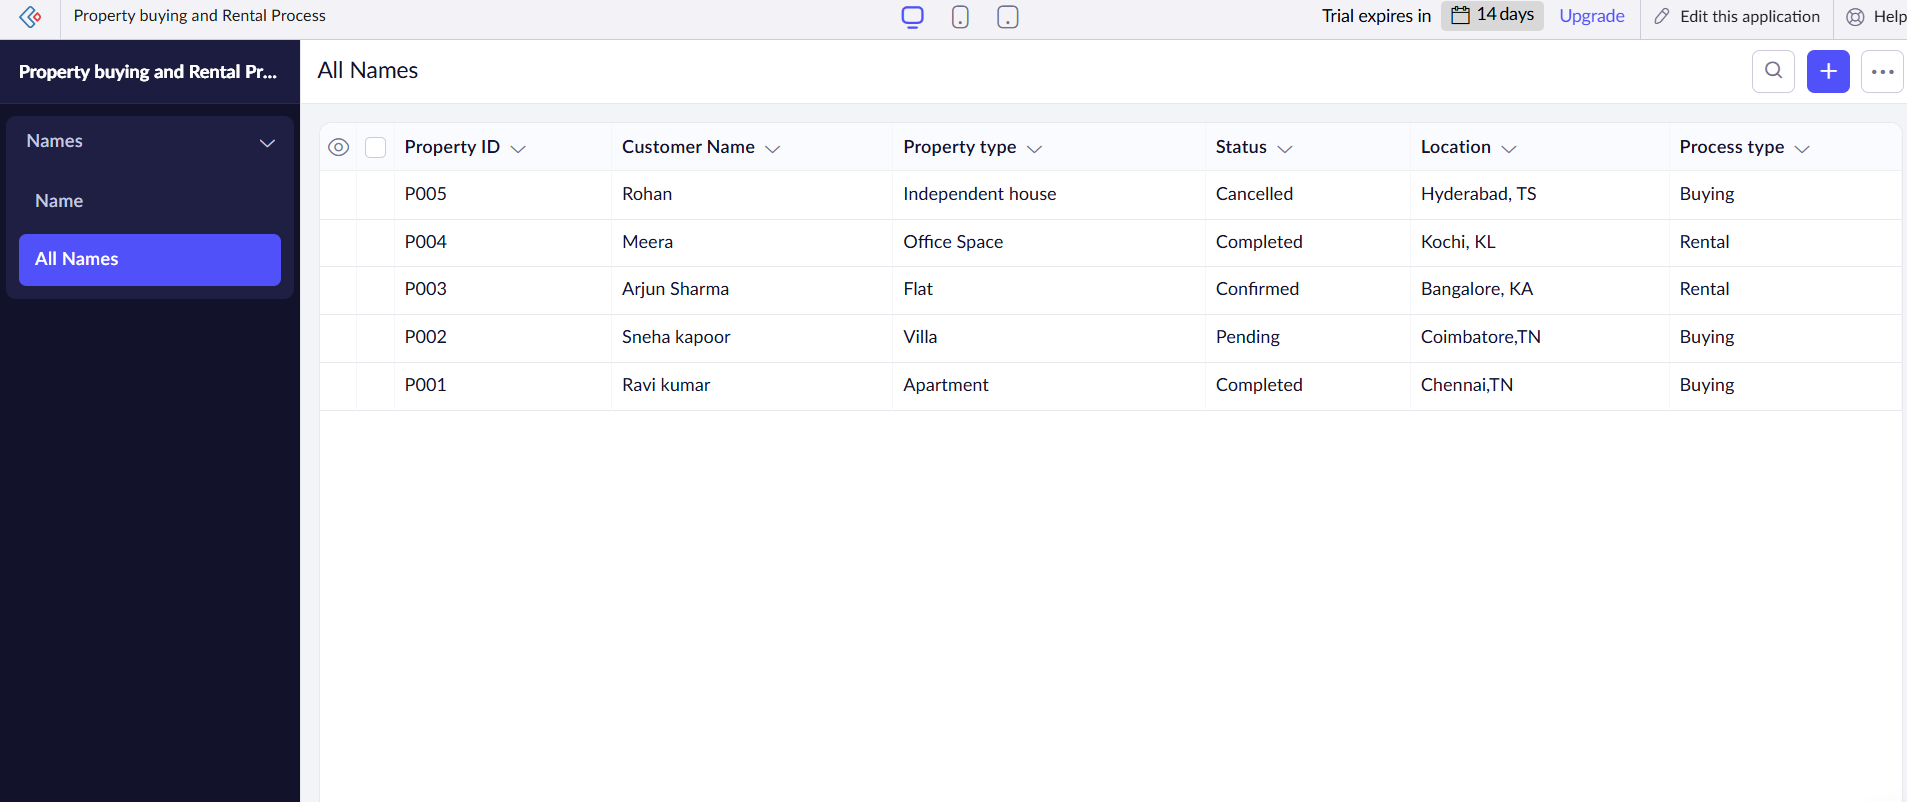 Property buying and Rental Process
Trial expires in 14 days Upgrade Edit this application Help
Property buying and Rental Pr...
All Names
Names
Name
All Names
Property ID Customer Name Property type Status Location Process type
P005 Rohan Independent house Cancelled Hyderabad, TS Buying
P004 Meera Office Space Completed Kochi, KL Rental
P003 Arjun Sharma Flat Confirmed Bangalore, KA Rental
P002 Sneha kapoor Villa Pending Coimbatore,TN Buying
P001 Ravi kumar Apartment Completed Chennai,TN Buying